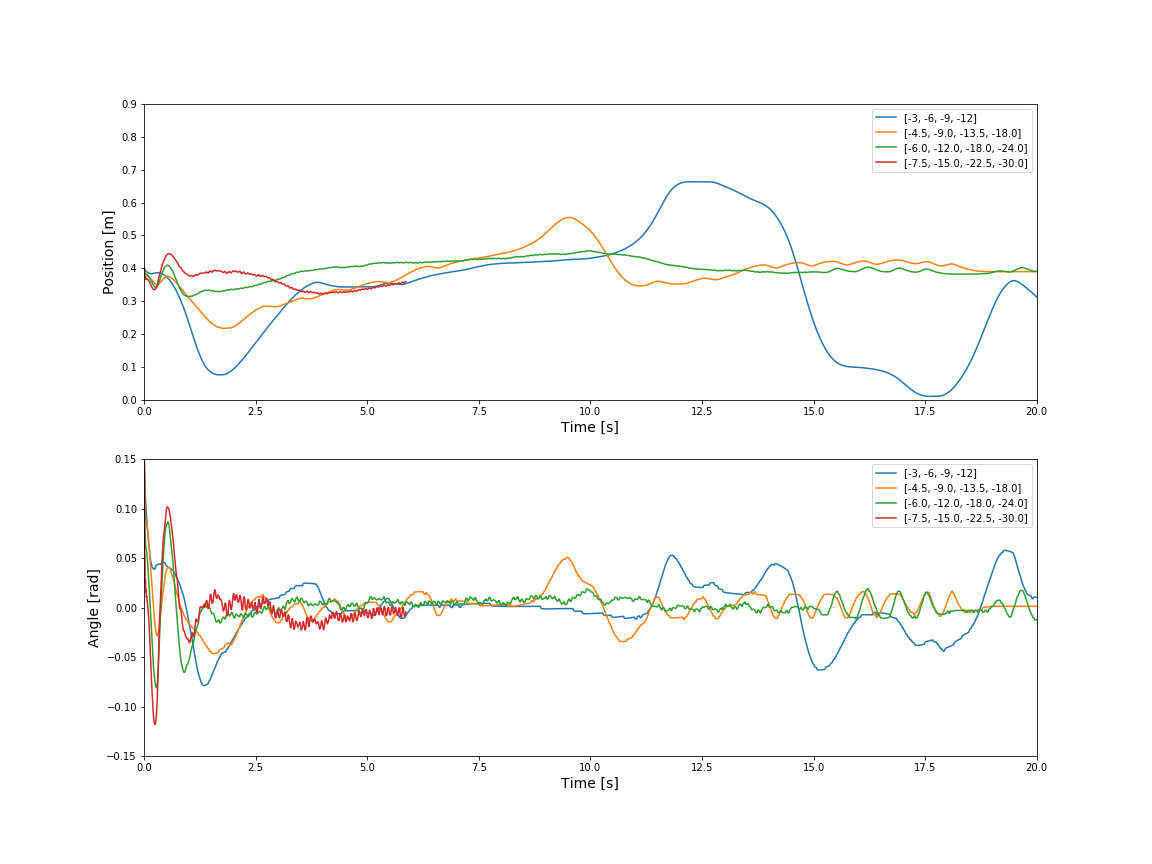 0.9
0.8
0.7
0.6
0.5
0.4
0.3
0.2
0.1
0.0
Position [m]
[-3, -6, -9, -12]
[-4.5, -9.0, -13.5, -18.0]
[-6.0, -12.0, -18.0, -24.0]
[-7.5, -15.0, -22.5, -30.0]
0.0 2.5 5.0 7.5 10.0 12.5 15.0 17.5 20.0
Time [s]
0.15
0.10
0.05
0.00
−0.05
−0.10
−0.15
Angle [rad]
[-3, -6, -9, -12]
[-4.5, -9.0, -13.5, -18.0]
[-6.0, -12.0, -18.0, -24.0]
[-7.5, -15.0, -22.5, -30.0]
0.0 2.5 5.0 7.5 10.0 12.5 15.0 17.5 20.0
Time [s]